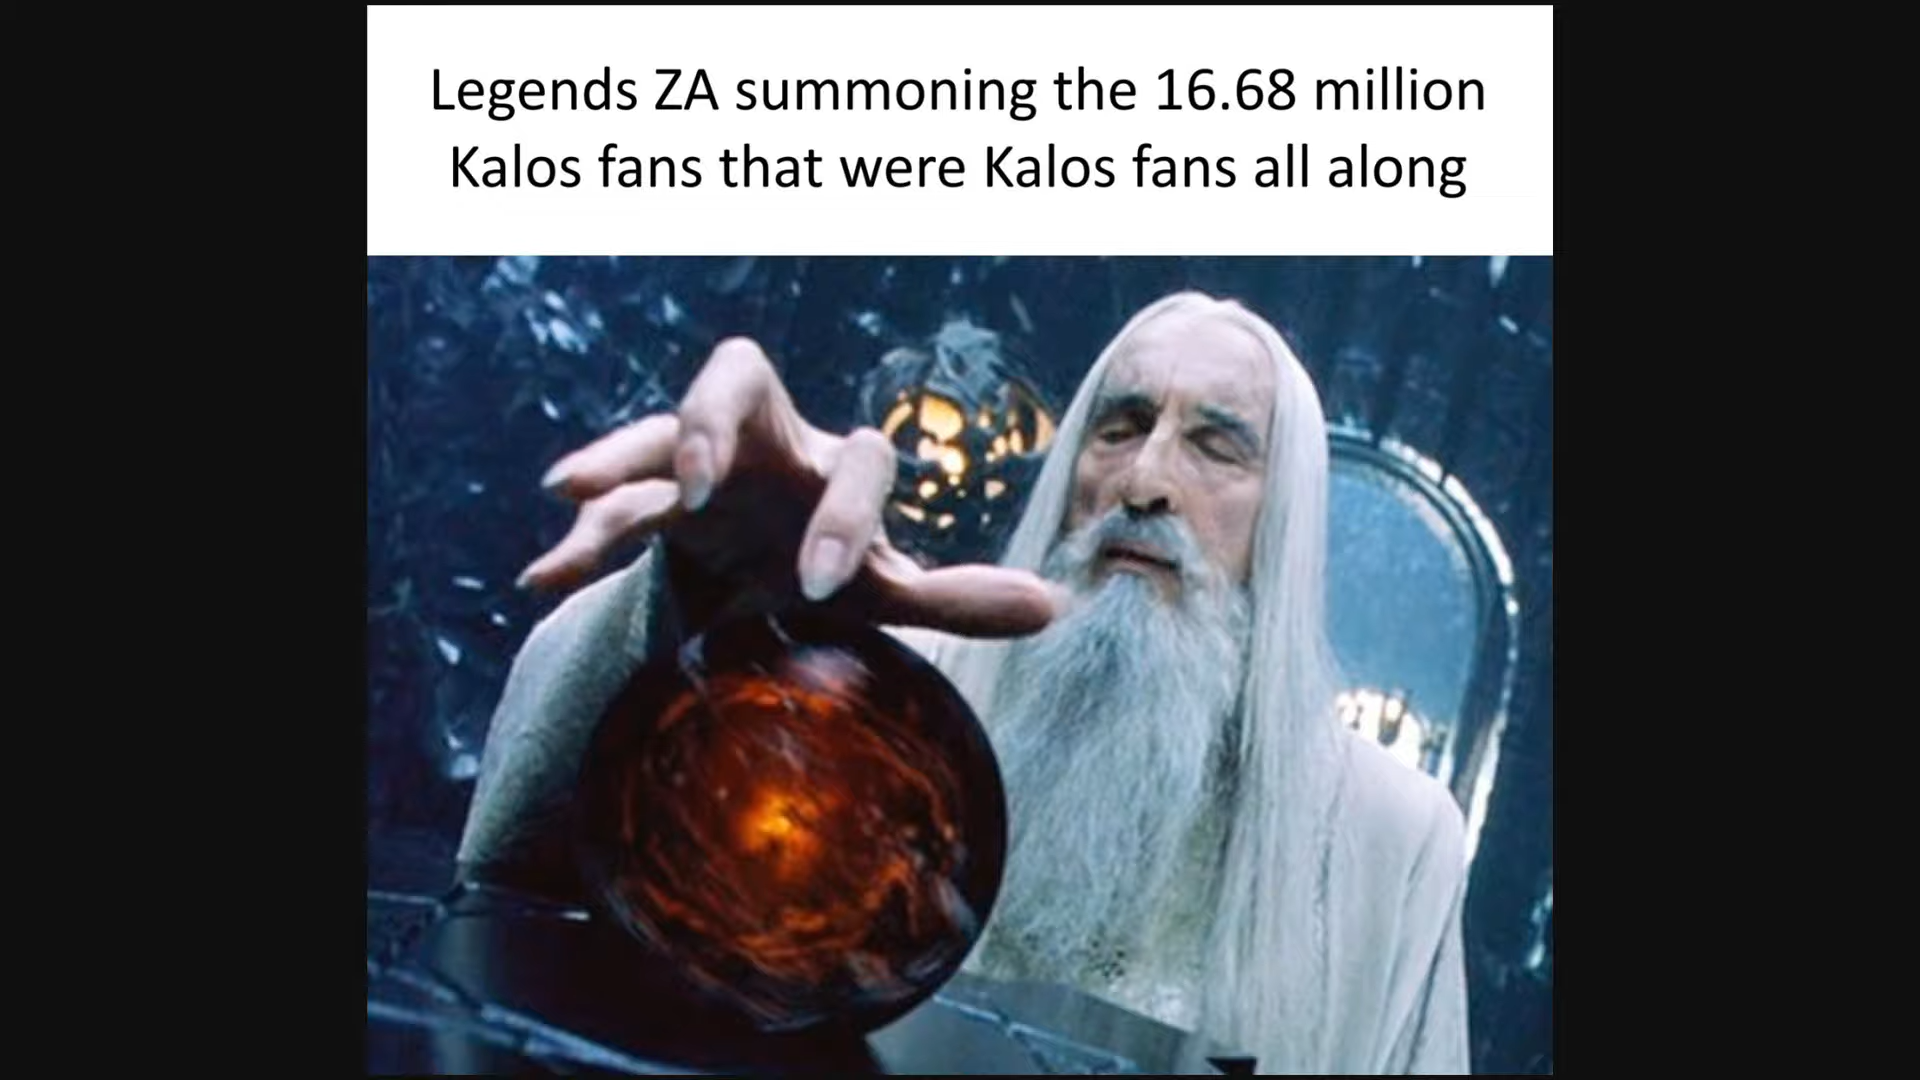 Legends ZA summoning the 16.68 million
Kalos fans that were Kalos fans all along